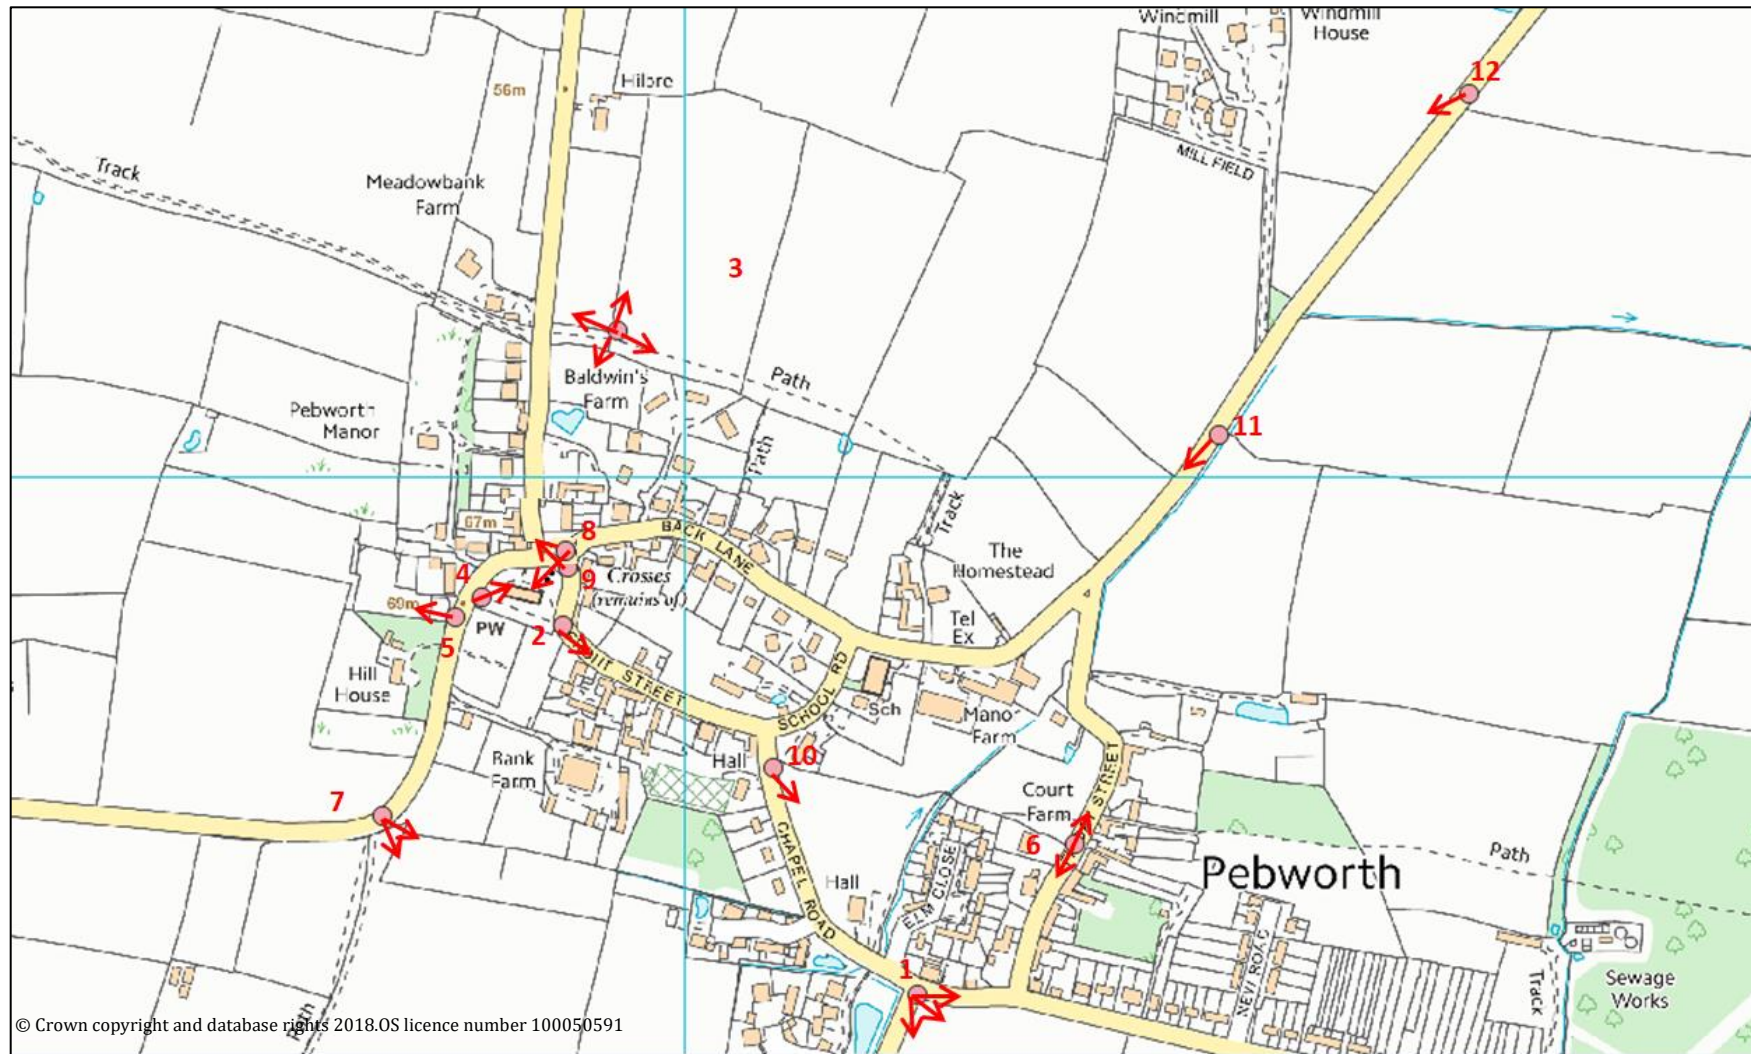 Windmill
Windmill
House
12
56m
Hilbre
MILL FIELD
Track
Meadowbank
Farm
3
Baldwin's
Farm
Path
Pebworth
Manor
11
Path
67m
8
BACK LANE
Track
The
Homestead
4
9
Crosses
(remains of)
69m
PW
2
Tel
Ex
5
STREET
SCHOOL RD
Hill
House
Sch
Manor
Farm
Bank
Farm
Hall
10
STREET
Court
Farm
7
6
CHAPEL ROAD
Hall
ELM CLOSE
Pebworth
Path
1
Track
Sewage
Works
Path
© Crown copyright and database rights 2018.OS licence number 100050591